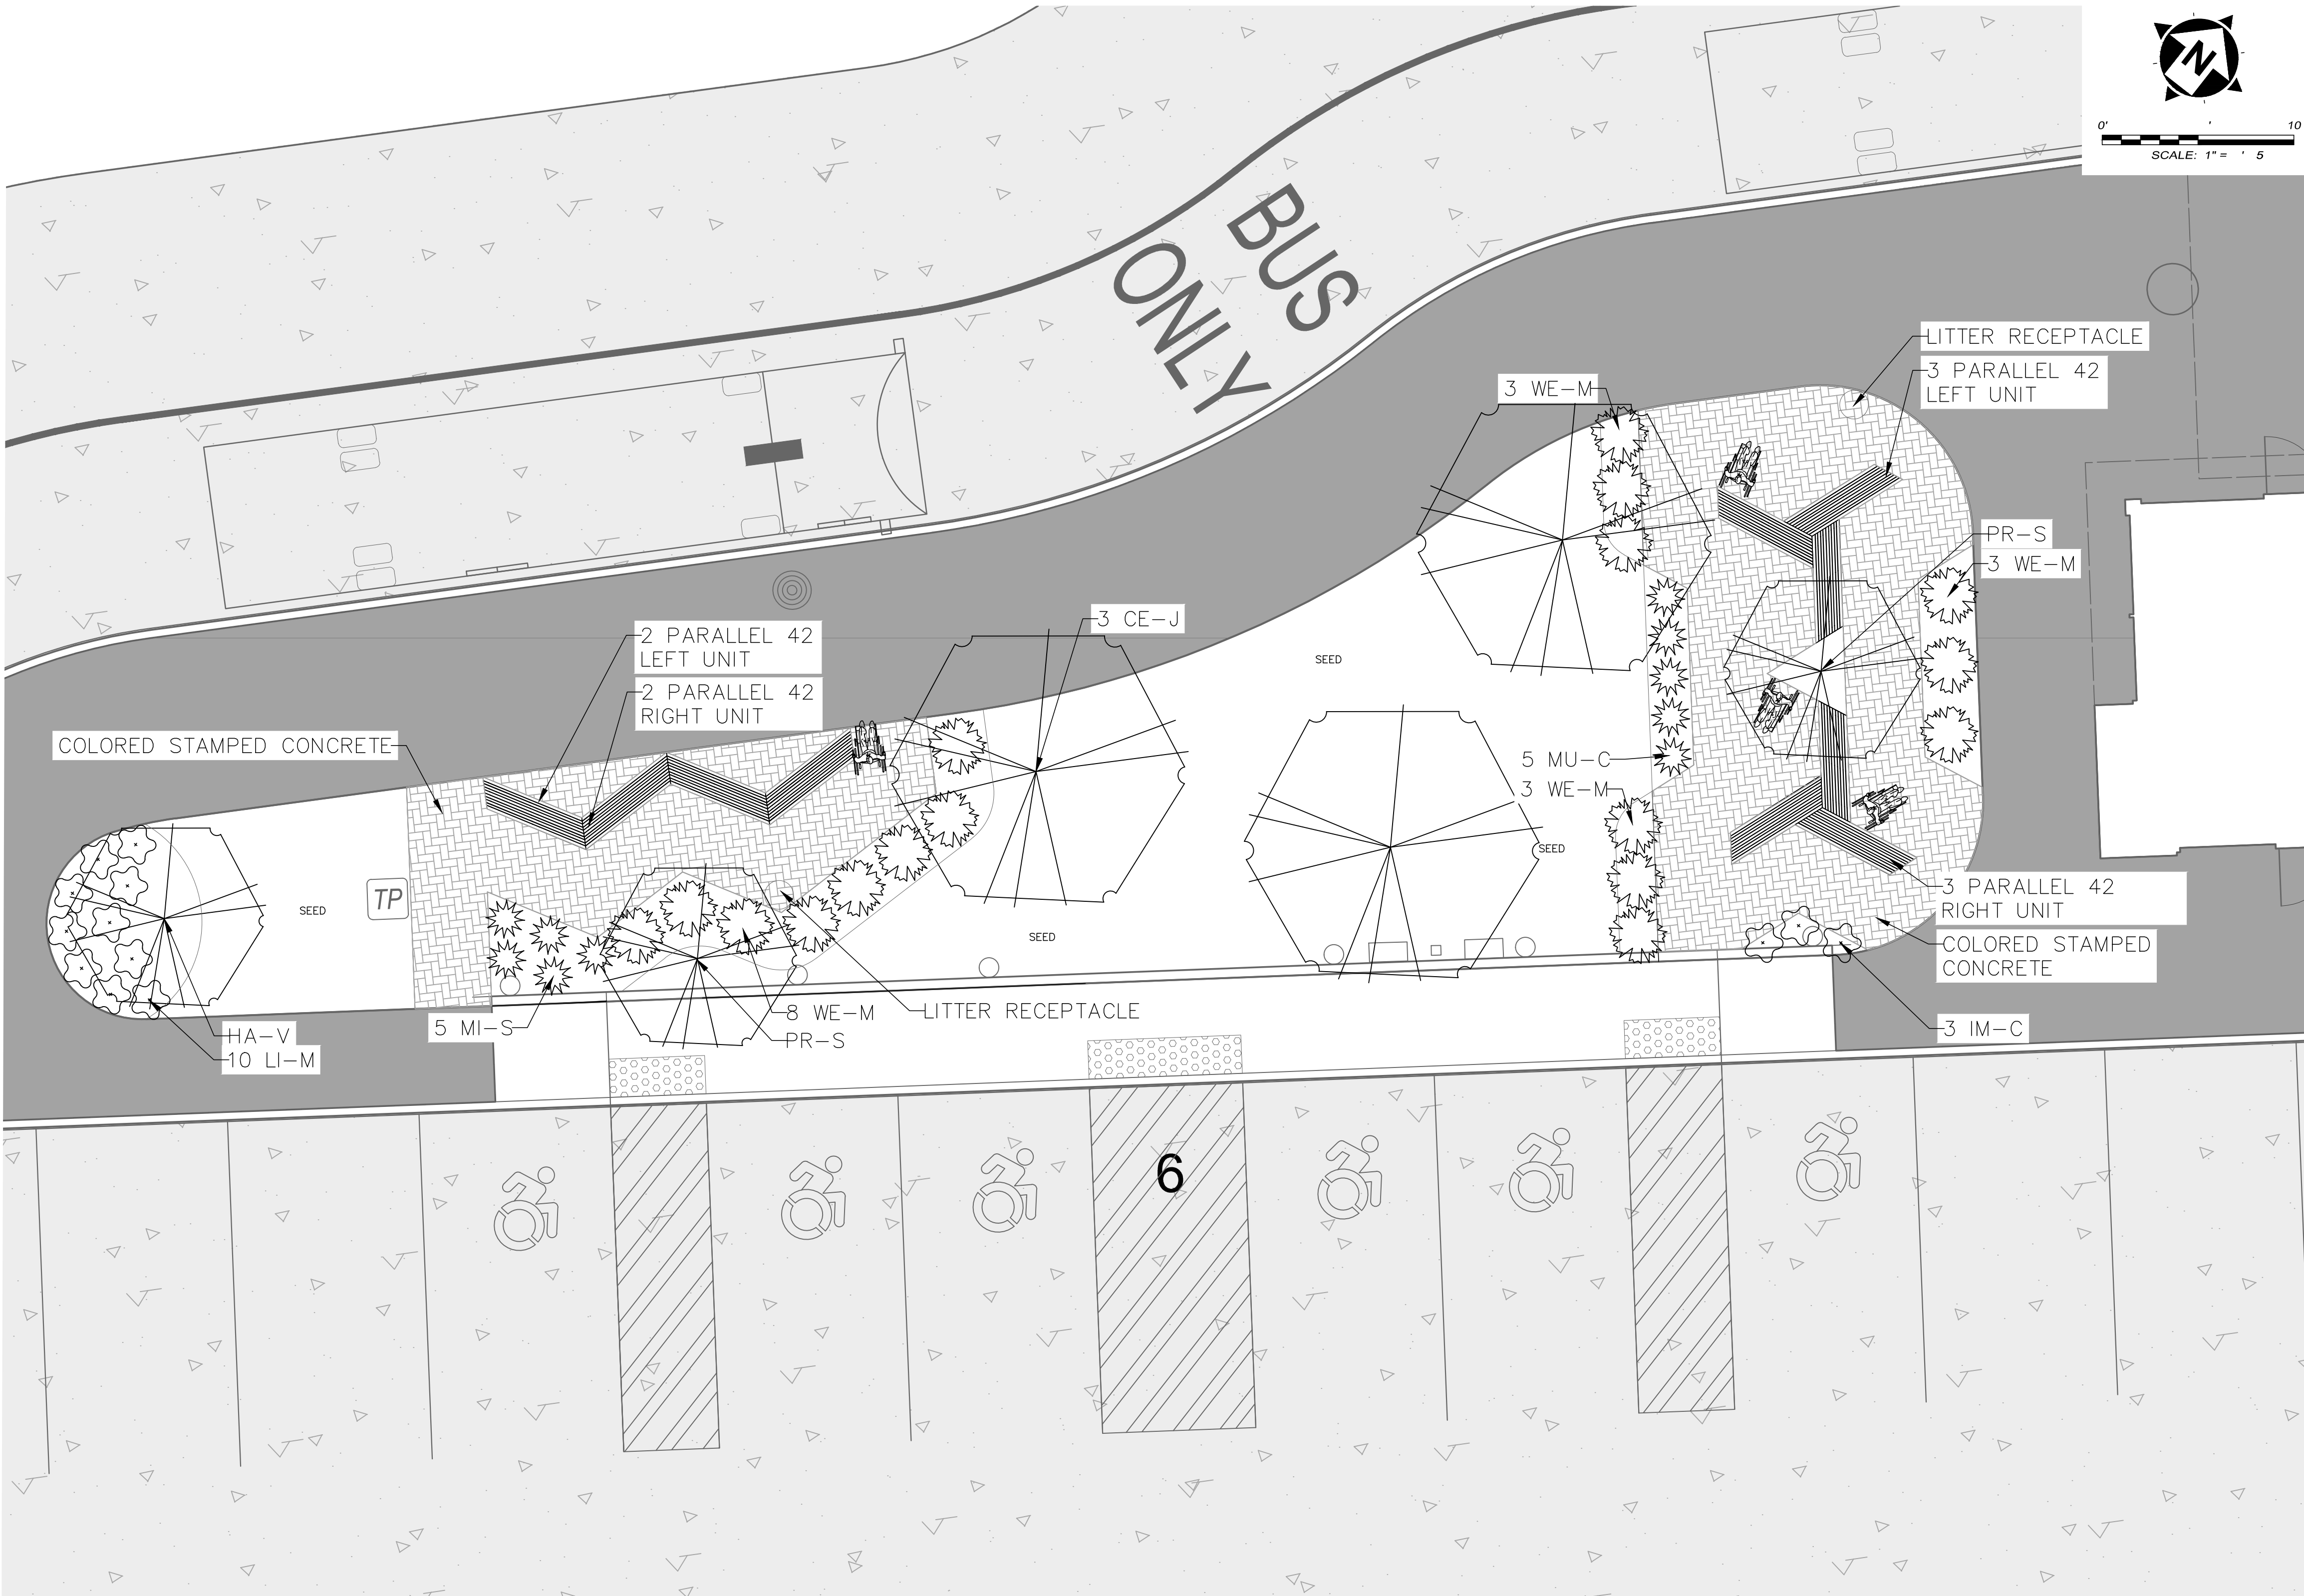 N
0' ' 10
SCALE: 1" = ' 5
BUS
ONLY
LITTER RECEPTACLE
3 PARALLEL 42
LEFT UNIT
3 WE-M
PR-S
3 WE-M
3 CE-J
2 PARALLEL 42
LEFT UNIT
2 PARALLEL 42
RIGHT UNIT
COLORED STAMPED CONCRETE
SEED
5 MU-C
3 WE-M
SEED
TP
SEED
SEED
3 PARALLEL 42
RIGHT UNIT
COLORED STAMPED
CONCRETE
5 MI-S
8 WE-M
PR-S
LITTER RECEPTACLE
HA-V
10 LI-M
3 IM-C
6